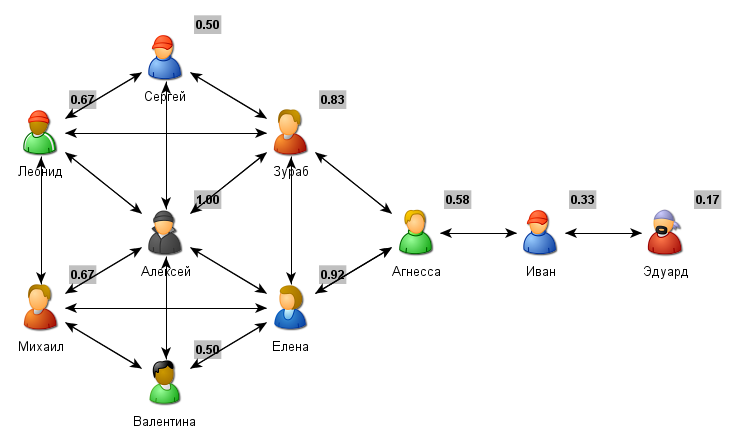 0.50
Сергей
0.67
0.83
Леонид
Зураб
1.00
0.58
0.33
0.17
Алексей
Агнесса
Иван
Эдуард
0.67
0.92
Михаил
Елена
0.50
Валентина